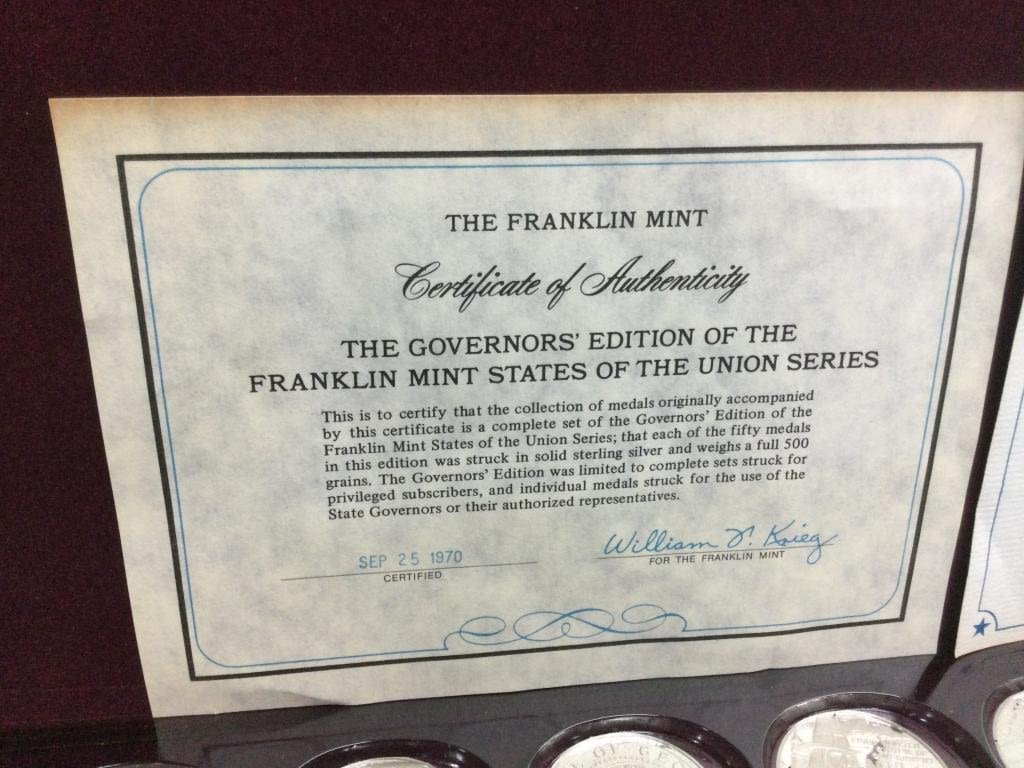 THE FRANKLIN MINT
Certificate of Authenticity
THE GOVERNORS' EDITION OF THE
FRANKLIN MINT STATES OF THE UNION SERIES
This is to certify that the collection of medals originally accompanied
by this certificate is a complete set of the Governors' Edition of the
Franklin Mint States of the Union Series; that each of the fifty medals
in this edition was struck in solid sterling silver and weighs a full 500
grains. The Governors' Edition was limited to complete sets struck for
privileged subscribers, and individual medals struck for the use of the
State Governors or their authorized representatives.
SEP 25 1970
CERTIFIED
William T. Krieg
FOR THE FRANKLIN MINT
OF GEO